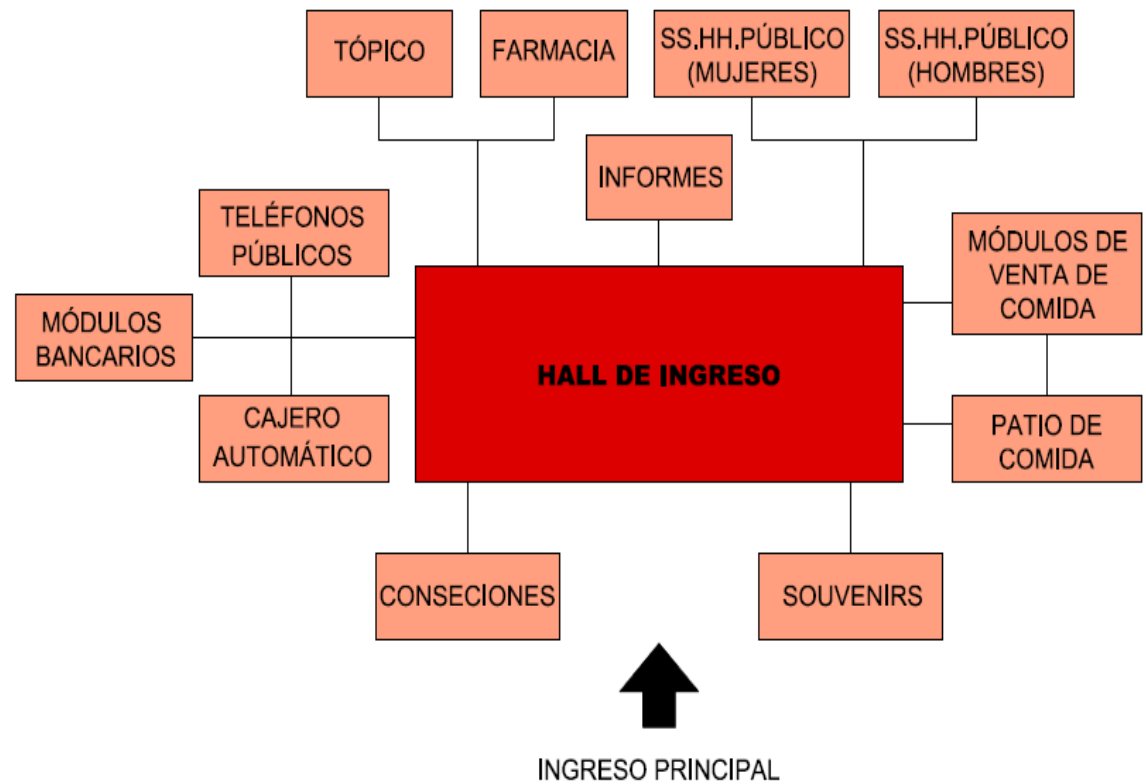 TÓPICO
FARMACIA
SS.HH.PÚBLICO
(MUJERES)
SS.HH.PÚBLICO
(HOMBRES)
INFORMES
TELÉFONOS
PÚBLICOS
MÓDULOS DE
VENTA DE
COMIDA
MÓDULOS
BANCARIOS
HALL DE INGRESO
CAJERO
AUTOMÁTICO
PATIO DE
COMIDA
CONSECIONES
SOUVENIRS
INGRESO PRINCIPAL